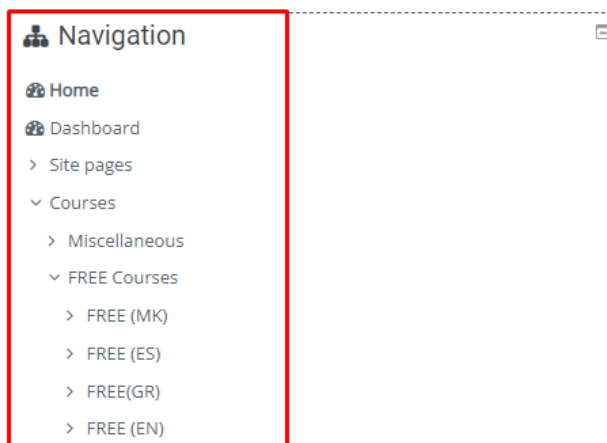 Navigation
Home
Dashboard
Site pages
Courses
Miscellaneous
FREE Courses
FREE (MK)
FREE (ES)
FREE(GR)
FREE (EN)